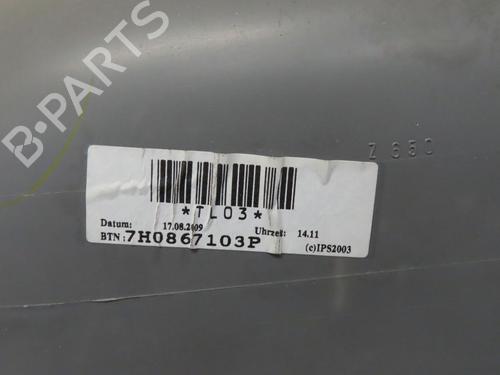 B-PARTS
Z 650
*TL03*
Datum: 17.08.2009 Uhrzeit: 14.11
BTN : 7H0867103P
(c)IPS2003